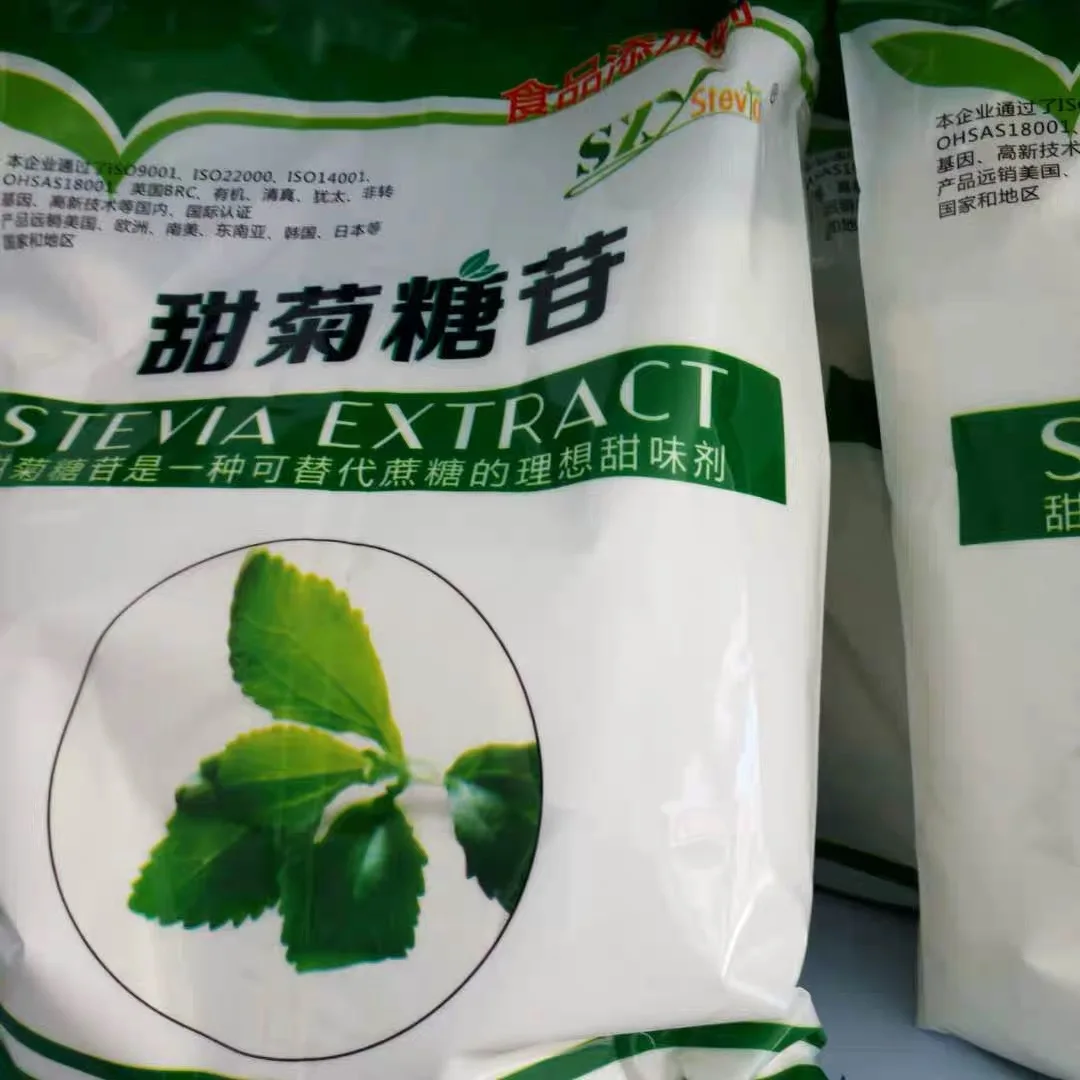 食品添加剂
SXY Stevia
本企业通过了ISO9001、ISO22000、ISO14001、
OHSAS18001、英国BRC、有机、清真、犹太、非转
基因、高新技术等国内、国际认证
产品远销美国、欧洲、南美、东南亚、韩国、日本等
国家和地区
甜菊糖苷
STEVIA EXTRACT
甜菊糖苷是一种可替代蔗糖的理想甜味剂
本企业通过了ISO
OHSAS18001、
基因、高新技术
产品远销美国、
国家和地区
S
甜